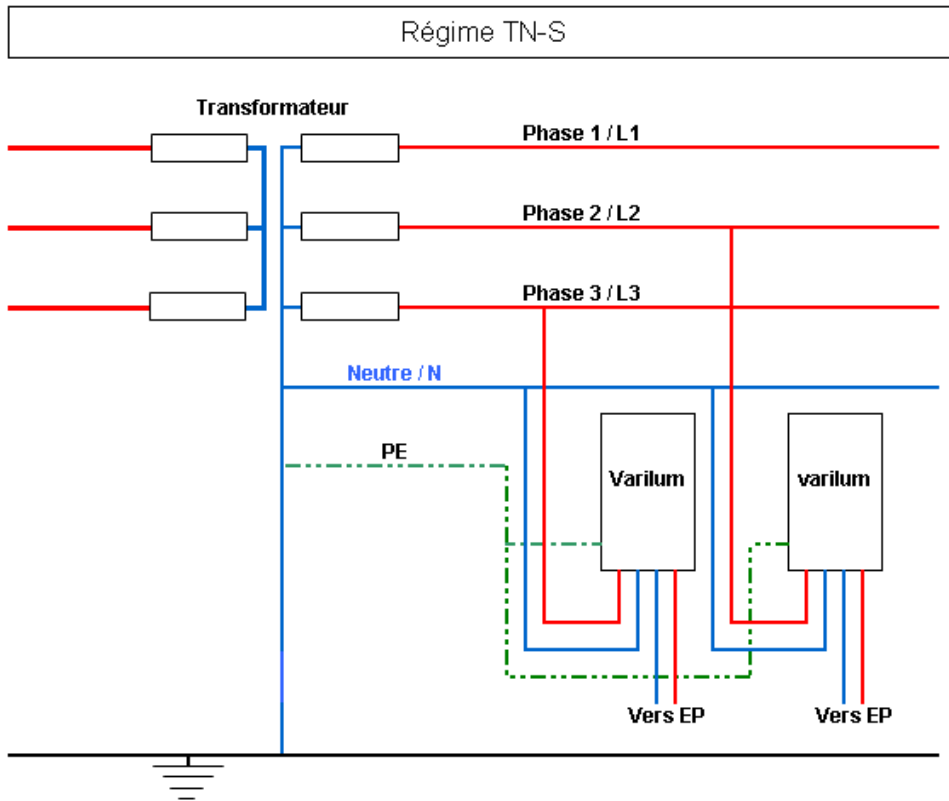 Régime TN-S
Transformateur
Phase 1 / L1
Phase 2 / L2
Phase 3 / L3
Neutre / N
PE
Varilum
varilum
Vers EP
Vers EP